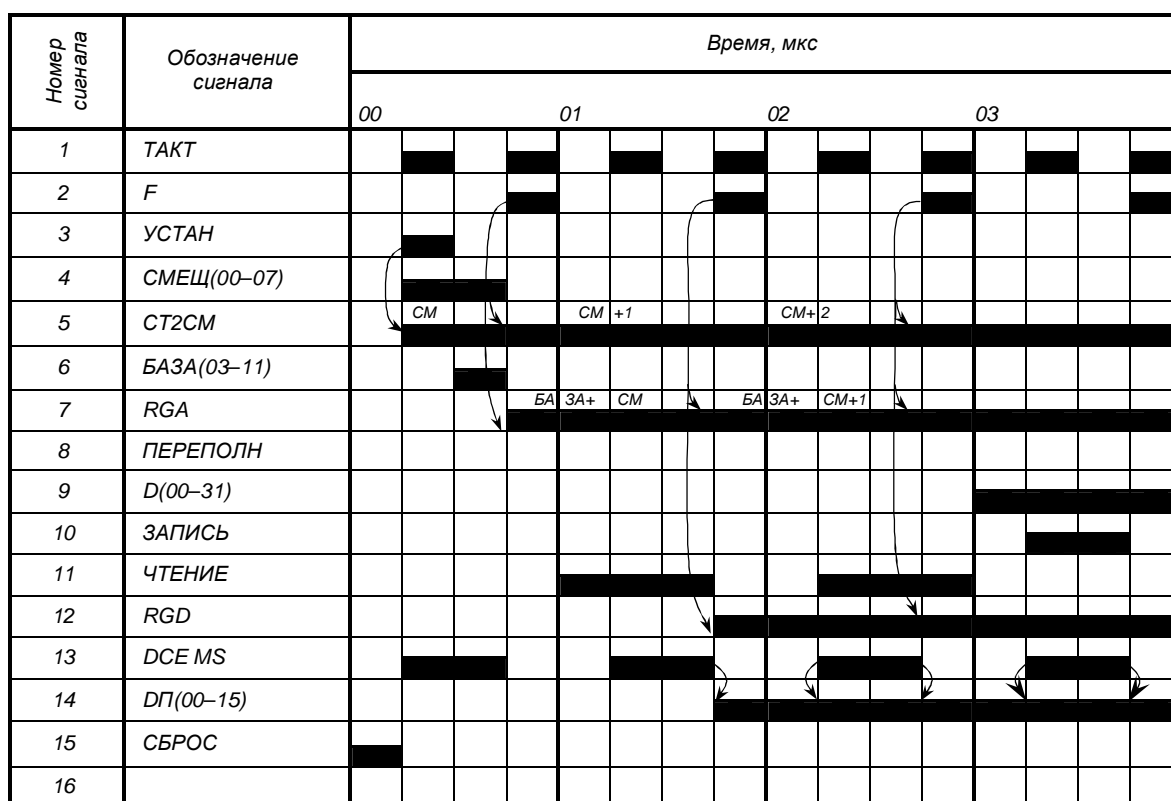 Номер сигнала
Обозначение сигнала
Время, мкс
00 01 02 03
1 ТАКТ
2 F
3 УСТАН
4 СМЕЩ(00–07)
СМ СМ +1 СМ+ 2
5 СТ2СМ
6 БАЗА(03–11)
БА ЗА+ СМ БА ЗА+ СМ+1
7 RGA
8 ПЕРЕПОЛН
9 D(00–31)
10 ЗАПИСЬ
11 ЧТЕНИЕ
12 RGD
13 DCE MS
14 DП(00–15)
15 СБРОС
16